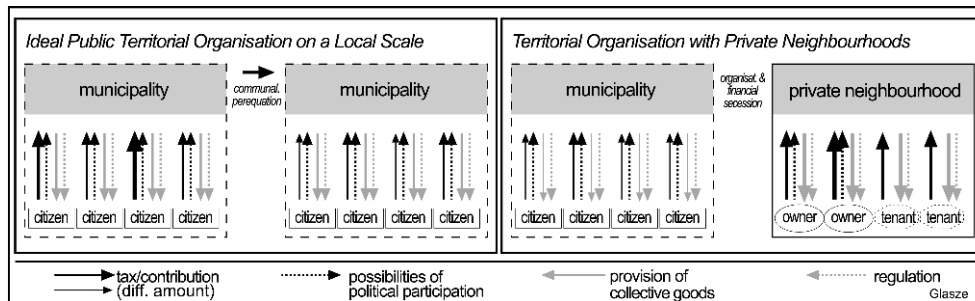 Ideal Public Territorial Organisation on a Local Scale
municipality
communal.
perequation
municipality
citizen citizen citizen citizen
citizen citizen citizen citizen
Territorial Organisation with Private Neighbourhoods
municipality
organisat. &
financial
secession
private neighbourhood
citizen citizen citizen citizen
owner owner tenant tenant
tax/contribution
(diff. amount)
possibilities of
political participation
provision of
collective goods
regulation
Glasze